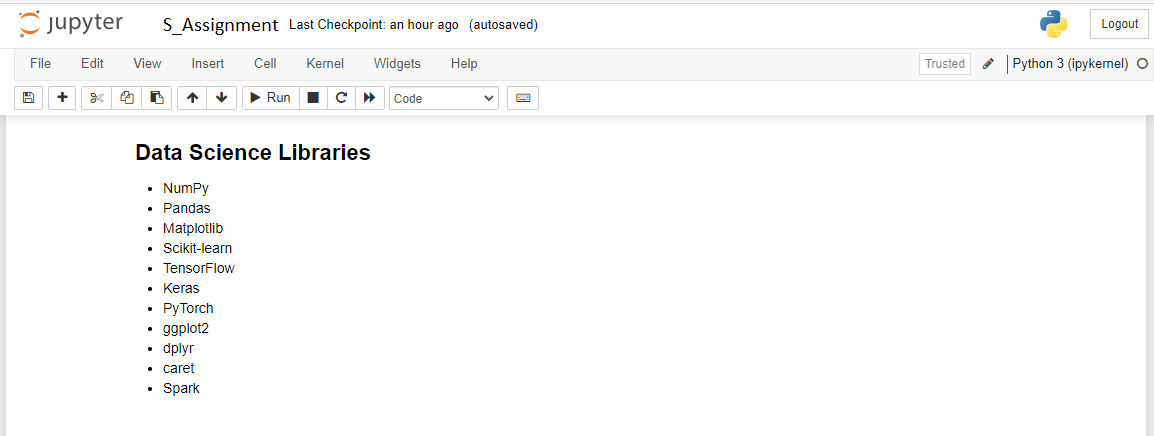 jupyter S_Assignment Last Checkpoint: an hour ago (autosaved) Logout
File Edit View Insert Cell Kernel Widgets Help Trusted Python 3 (ipykernel)
Run Code
Data Science Libraries
NumPy
Pandas
Matplotlib
Scikit-learn
TensorFlow
Keras
PyTorch
ggplot2
dplyr
caret
Spark